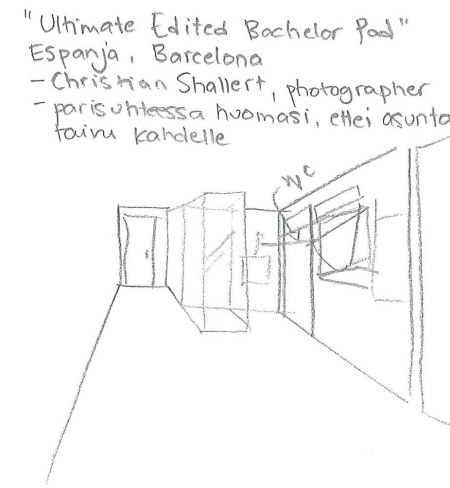 "Ultimate Edited Bachelor Pad"
Espanja, Barcelona
- Christian Shallert, photographer
- parisuhteessa huomasi, ettei asunto
taivu kahdelle
WC